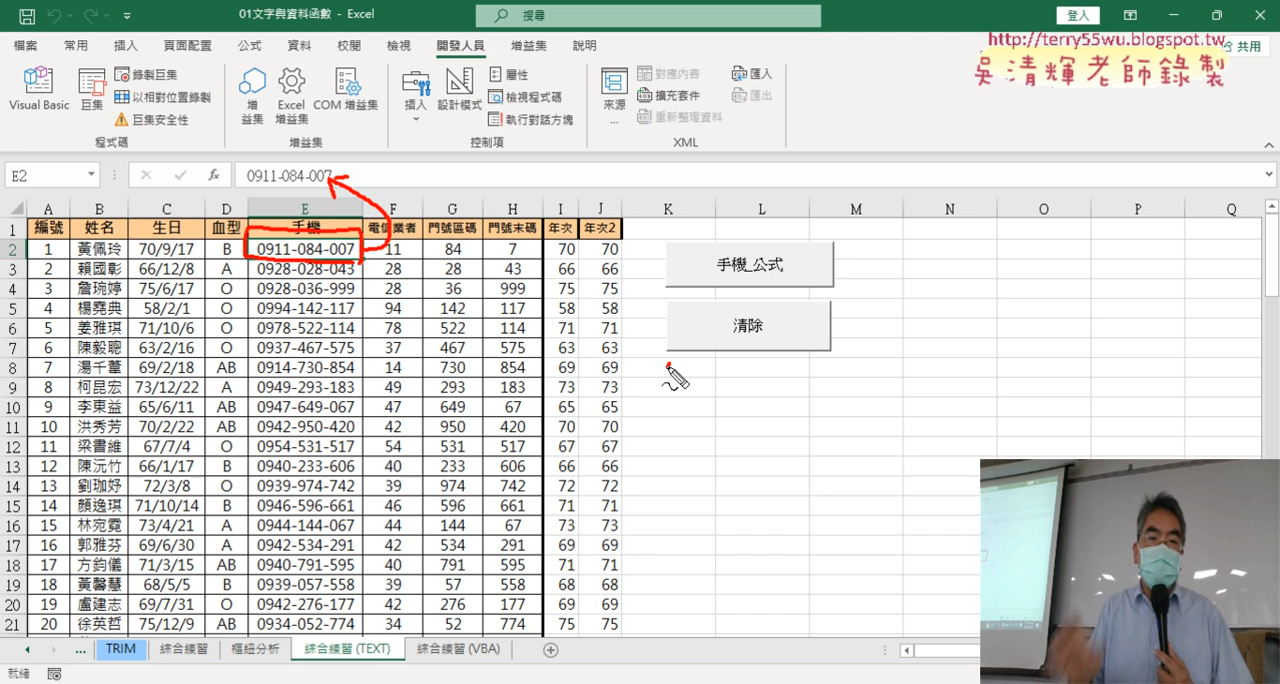 01文字與資料函數 - Excel
搜尋
登入
檔案 常用 插入 頁面配置 公式 資料 校閱 檢視 開發人員 增益集 說明
共用
http://terry55wu.blogspot.tw
吳清輝老師錄製
Visual Basic 巨集 錄製巨集 以相對位置錄製 巨集安全性 程式碼
增益集 Excel 增益集 COM 增益集 增益集
插入 設計模式 屬性 檢視程式碼 執行對話方塊 控制項
來源 ... 對應內容 擴充套件 重新整理資料 匯入 匯出 XML
E2 fx 0911-084-007
A B C D E F G H I J K L M N O P Q
1 編號 姓名 生日 血型 手機 電信業者 門號區碼 門號末碼 年次 年次2
2 1 黃佩玲 70/9/17 B 0911-084-007 11 84 7 70 70
3 2 賴國彰 66/12/8 A 0928-028-043 28 28 43 66 66
4 3 詹琬婷 75/6/17 O 0928-036-999 28 36 999 75 75
5 4 楊堯典 58/2/1 O 0994-142-117 94 142 117 58 58
6 5 姜雅琪 71/10/6 O 0978-522-114 78 522 114 71 71
7 6 陳毅聰 63/2/16 O 0937-467-575 37 467 575 63 63
8 7 湯千葦 69/2/18 AB 0914-730-854 14 730 854 69 69
9 8 柯昆宏 73/12/22 A 0949-293-183 49 293 183 73 73
10 9 李東益 65/6/11 AB 0947-649-067 47 649 67 65 65
11 10 洪秀芳 70/2/22 AB 0942-950-420 42 950 420 70 70
12 11 梁書維 67/7/4 O 0954-531-517 54 531 517 67 67
13 12 陳沅竹 66/1/17 B 0940-233-606 40 233 606 66 66
14 13 劉珈妤 72/3/8 O 0939-974-742 39 974 742 72 72
15 14 顏逸琪 71/10/14 B 0946-596-661 46 596 661 71 71
16 15 林宛霓 73/4/21 A 0944-144-067 44 144 67 73 73
17 16 郭雅芬 69/6/30 A 0942-534-291 42 534 291 69 69
18 17 方鈞儀 71/3/15 AB 0940-791-595 40 791 595 71 71
19 18 黃馨慧 68/5/5 B 0939-057-558 39 57 558 68 68
20 19 盧建志 69/7/31 O 0942-276-177 42 276 177 69 69
21 20 徐英哲 75/12/9 AB 0934-052-774 34 52 774 75 75
手機_公式
清除
... TRIM 綜合練習 樞紐分析 綜合練習 (TEXT) 綜合練習 (VBA)
就緒